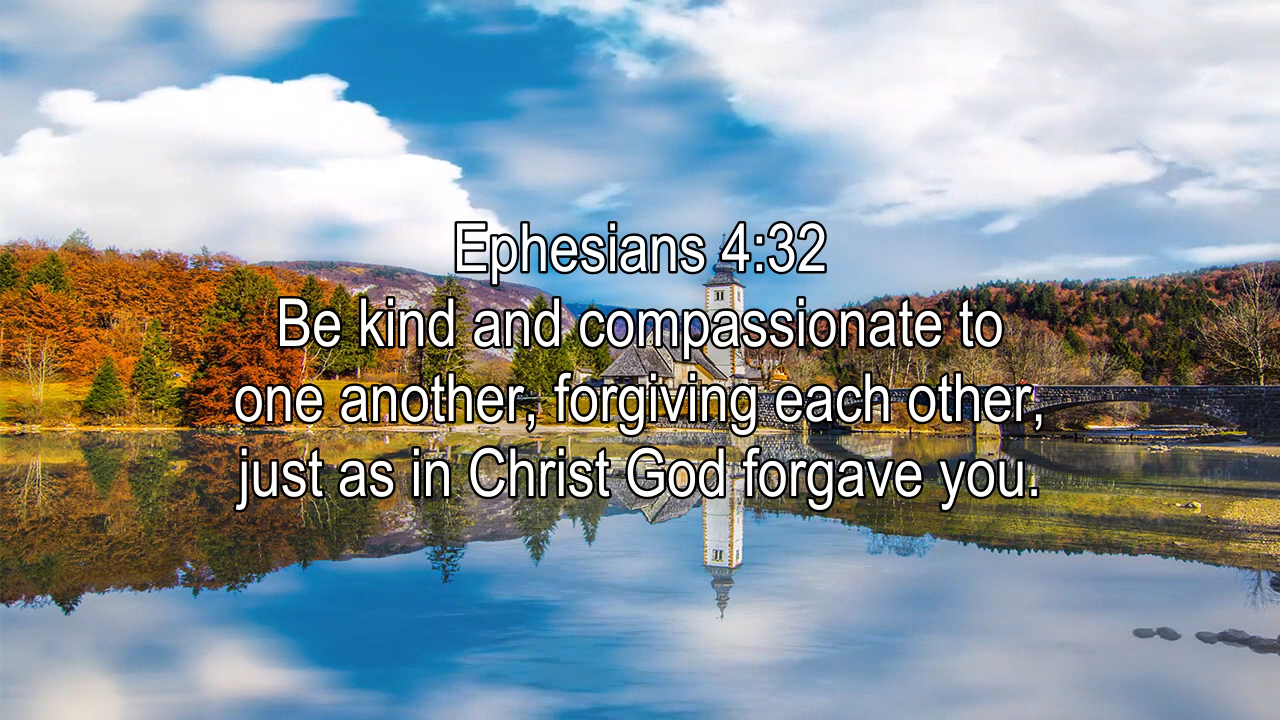 Ephesians 4:32
Be kind and compassionate to
one another, forgiving each other,
just as in Christ God forgave you.